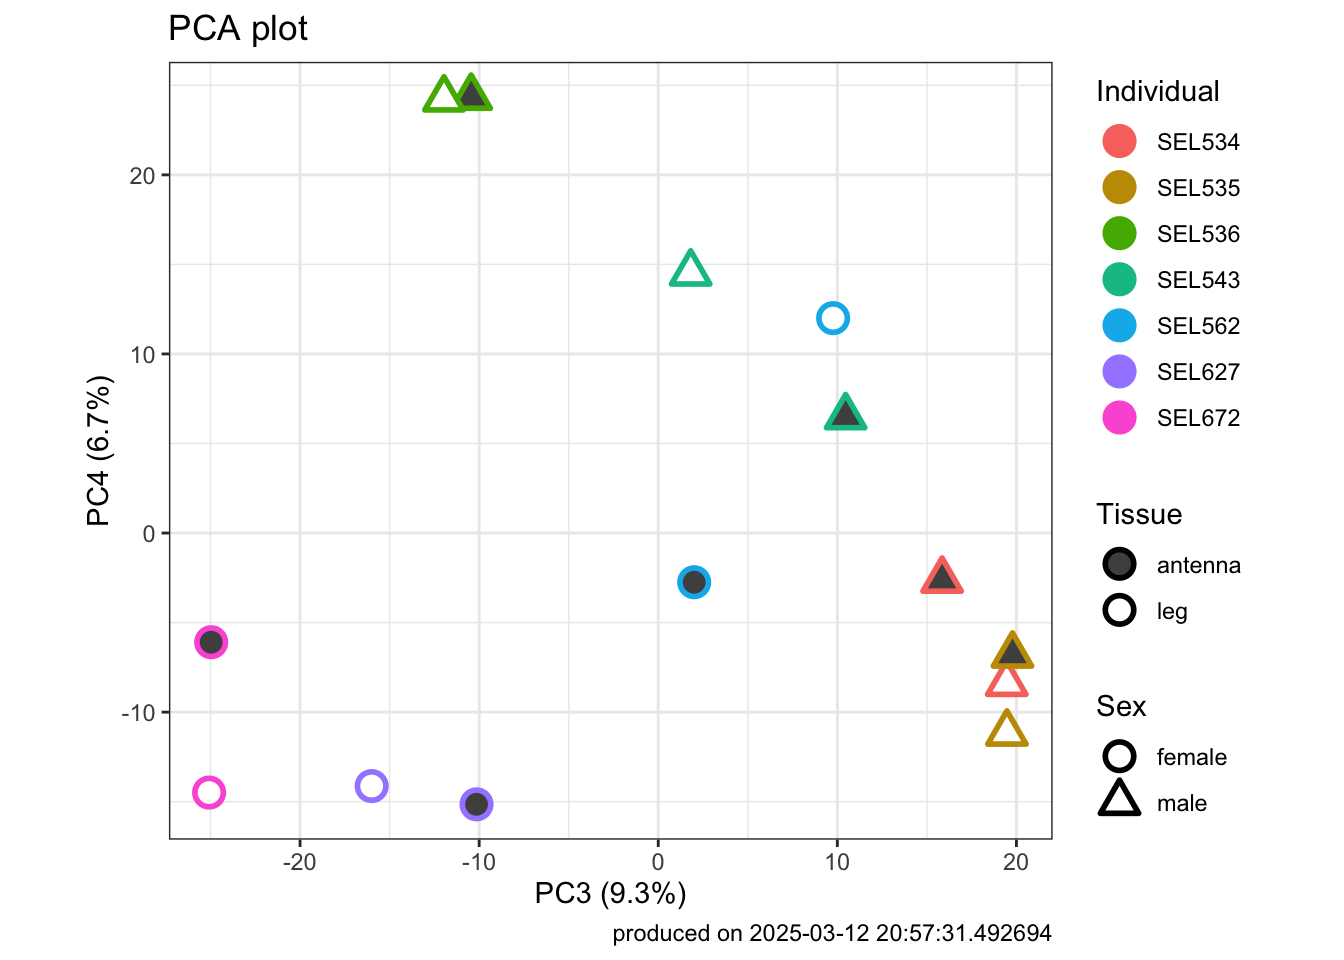 PCA plot
20
10
0
-10
-20
-10
0
10
20
PC4 (6.7%)
PC3 (9.3%)
produced on 2025-03-12 20:57:31.492694
Individual
SEL534
SEL535
SEL536
SEL543
SEL562
SEL627
SEL672
Tissue
antenna
leg
Sex
female
male